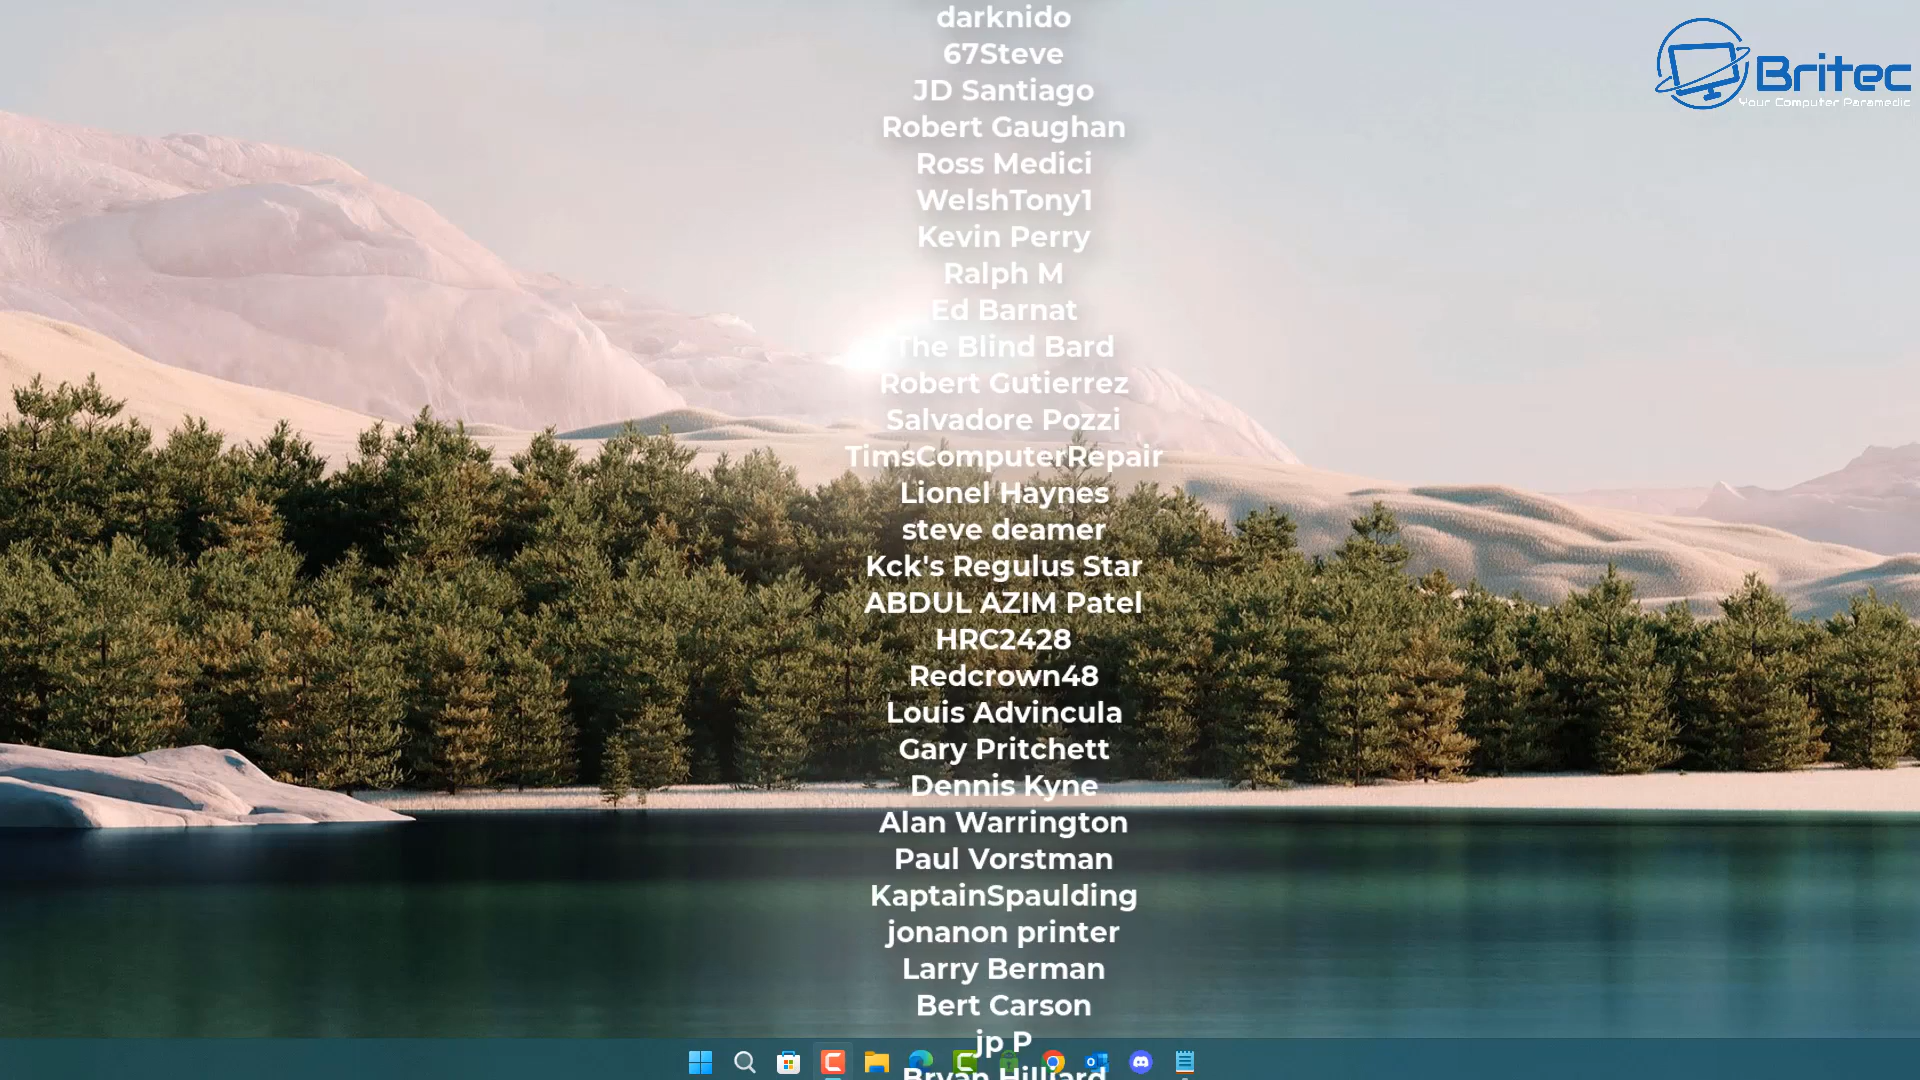 darknido
67Steve
JD Santiago
Robert Gaughan
Ross Medici
WelshTony1
Kevin Perry
Ralph M
Ed Barnat
The Blind Bard
Robert Gutierrez
Salvadore Pozzi
TimsComputerRepair
Lionel Haynes
steve deamer
Kck's Regulus Star
ABDUL AZIM Patel
HRC2428
Redcrown48
Louis Advincula
Gary Pritchett
Dennis Kyne
Alan Warrington
Paul Vorstman
KaptainSpaulding
jonanon printer
Larry Berman
Bert Carson
jp P
Bryan Hilliard
Britec
Your Computer Paramedic